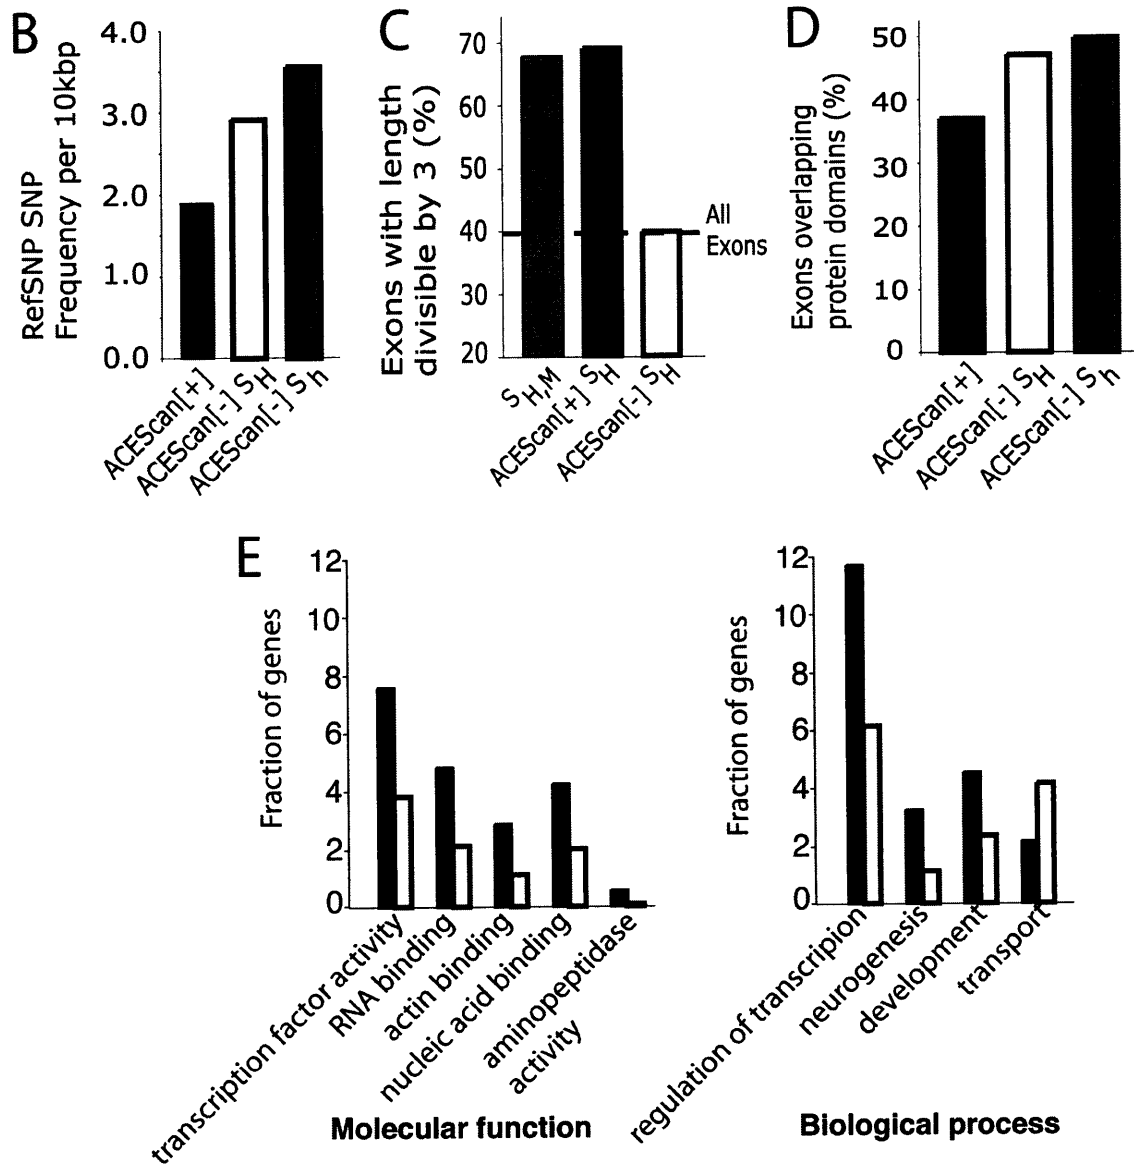 B
RefSNP SNP
Frequency per 10kbp
4.0
3.0
2.0
1.0
0.0
ACEScan[+]
ACEScan[-] SH
ACEScan[-] Sh
C
Exons with length
divisible by 3 (%)
70
60
50
40
30
20
All
Exons
SH,M
ACEScan[+] SH
ACEScan[-] SH
D
Exons overlapping
protein domains (%)
50
40
30
20
10
0
ACEScan[+]
ACEScan[-] SH
ACEScan[-] Sh
E
Fraction of genes
12
10
8
6
4
2
0
transcription factor activity
RNA binding
actin binding
nucleic acid binding
aminopeptidase
activity
Molecular function
Fraction of genes
12
10
8
6
4
2
0
regulation of transcripion
neurogenesis
development
transport
Biological process